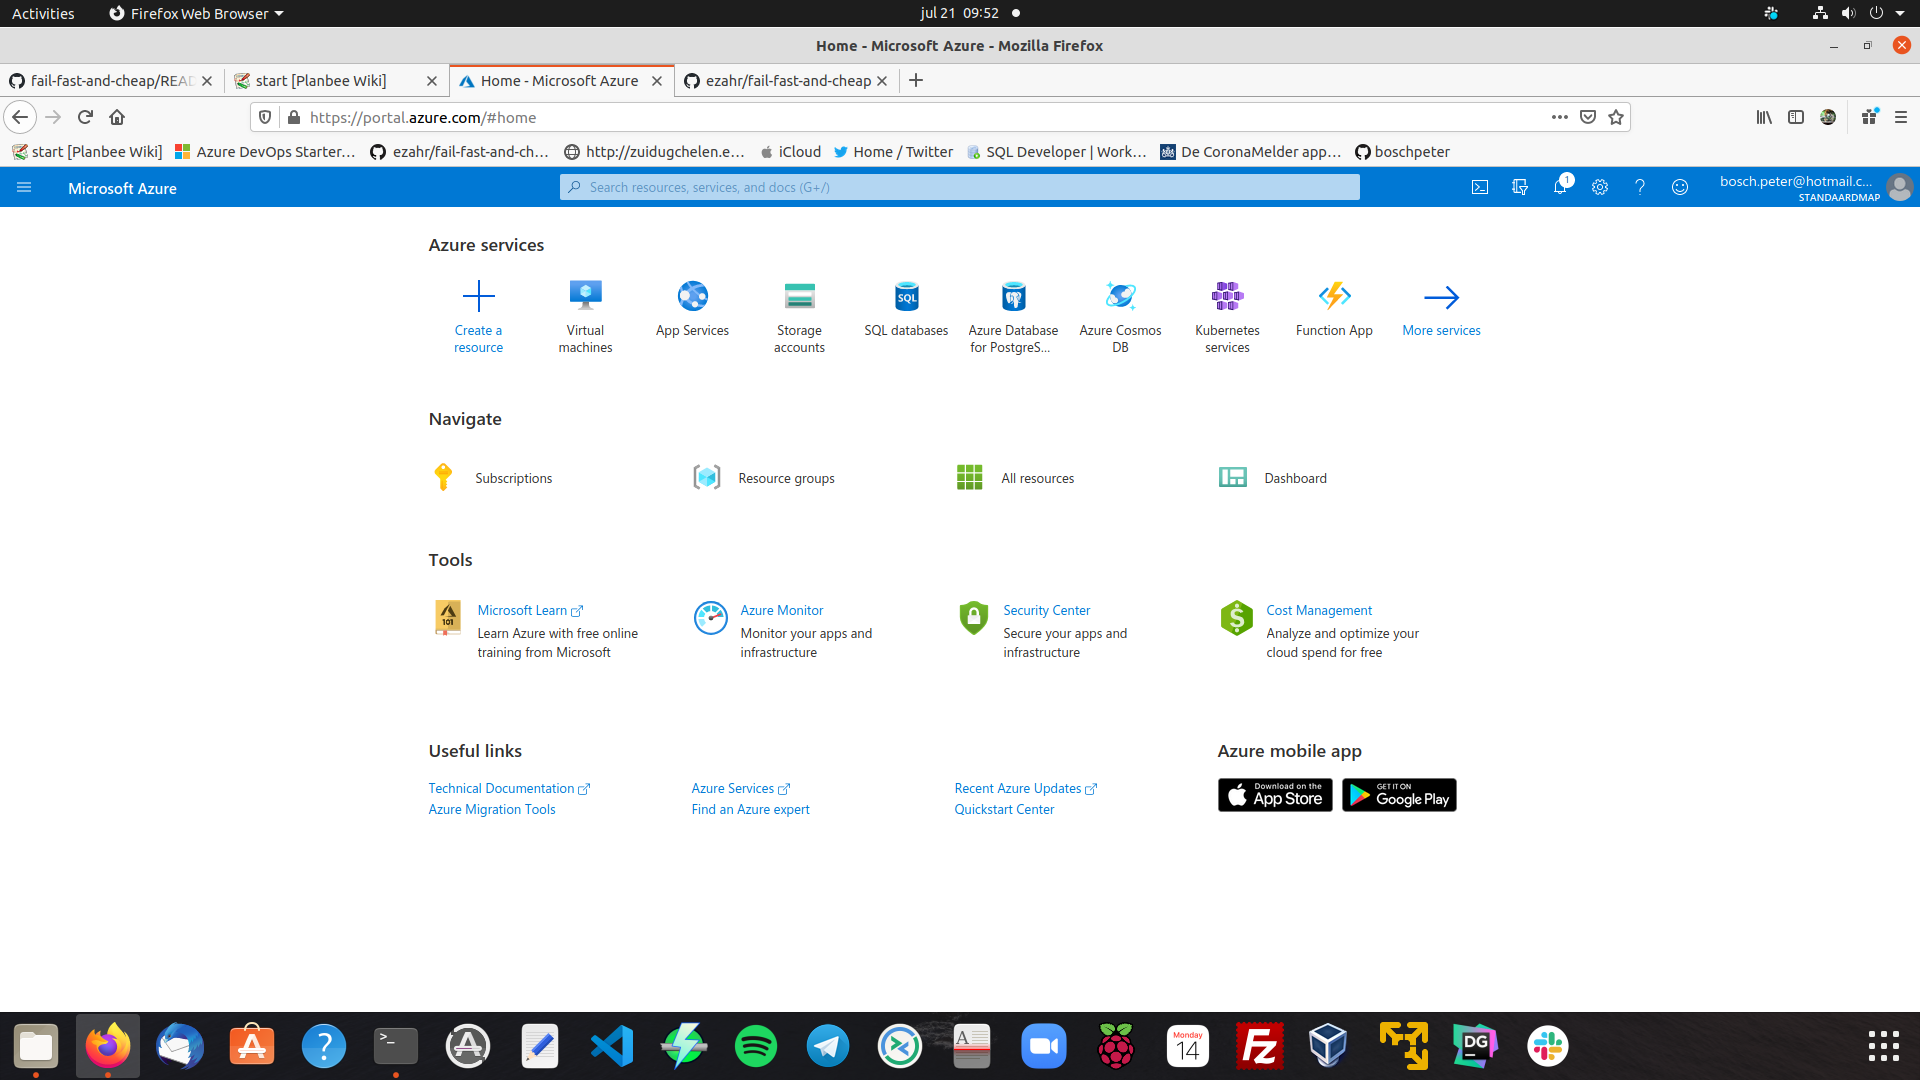 Activities
Firefox Web Browser
jul 21 09:52
Home - Microsoft Azure - Mozilla Firefox
fail-fast-and-cheap/READ
start [Planbee Wiki]
Home - Microsoft Azure
ezahr/fail-fast-and-cheap
https://portal.azure.com/#home
start [Planbee Wiki]
Azure DevOps Starter…
ezahr/fail-fast-and-ch…
http://zuidugchelen.e…
iCloud
Home / Twitter
SQL Developer | Work…
De CoronaMelder app…
boschpeter
Microsoft Azure
Search resources, services, and docs (G+/)
1
bosch.peter@hotmail.c...
STANDAARDMAP
Azure services
Create a
resource
Virtual
machines
App Services
Storage
accounts
SQL
SQL databases
Azure Database
for PostgreS...
Azure Cosmos
DB
Kubernetes
services
Function App
More services
Navigate
Subscriptions
Resource groups
All resources
Dashboard
Tools
101
Microsoft Learn
Learn Azure with free online
training from Microsoft
Azure Monitor
Monitor your apps and
infrastructure
Security Center
Secure your apps and
infrastructure
Cost Management
Analyze and optimize your
cloud spend for free
Useful links
Technical Documentation
Azure Migration Tools
Azure Services
Find an Azure expert
Recent Azure Updates
Quickstart Center
Azure mobile app
Download on the
App Store
GET IT ON
Google Play
>_
A
Monday
14
Fz
DG